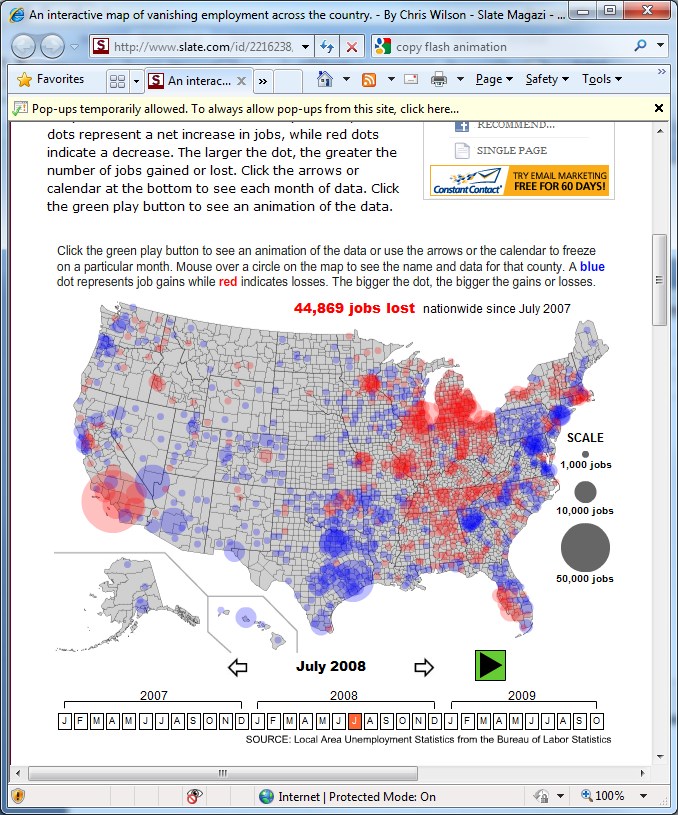 An interactive map of vanishing employment across the country. - By Chris Wilson - Slate Magazi - ...
http://www.slate.com/id/2216238,
copy flash animation
Favorites
An interac...
Page
Safety
Tools
Pop-ups temporarily allowed. To always allow pop-ups from this site, click here...
dots represent a net increase in jobs, while red dots
indicate a decrease. The larger the dot, the greater the
number of jobs gained or lost. Click the arrows or
calendar at the bottom to see each month of data. Click
the green play button to see an animation of the data.
RECOMMEND...
SINGLE PAGE
Constant Contact
TRY EMAIL MARKETING
FREE FOR 60 DAYS!
Click the green play button to see an animation of the data or use the arrows or the calendar to freeze
on a particular month. Mouse over a circle on the map to see the name and data for that county. A blue
dot represents job gains while red indicates losses. The bigger the dot, the bigger the gains or losses.
44,869 jobs lost nationwide since July 2007
SCALE
1,000 jobs
10,000 jobs
50,000 jobs
July 2008
2007 2008 2009
J F M A M J J A S O N D J F M A M J J A S O N D J F M A M J J A S O
SOURCE: Local Area Unemployment Statistics from the Bureau of Labor Statistics
Internet | Protected Mode: On
100%